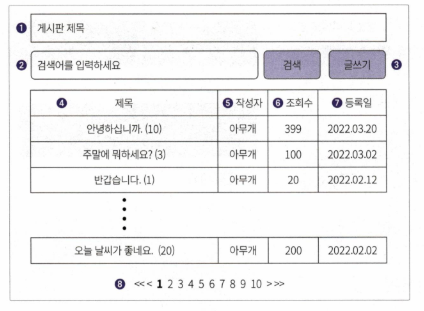 ❶ 게시판 제목
❷ 검색어를 입력하세요 검색 글쓰기 ❸
❹ 제목 ❺ 작성자 ❻ 조회수 ❼ 등록일
안녕하십니까. (10) 아무개 399 2022.03.20
주말에 뭐하세요? (3) 아무개 100 2022.03.02
반갑습니다. (1) 아무개 20 2022.02.12
오늘 날씨가 좋네요. (20) 아무개 200 2022.02.02
❽ <<< 1 2 3 4 5 6 7 8 9 10 >>>